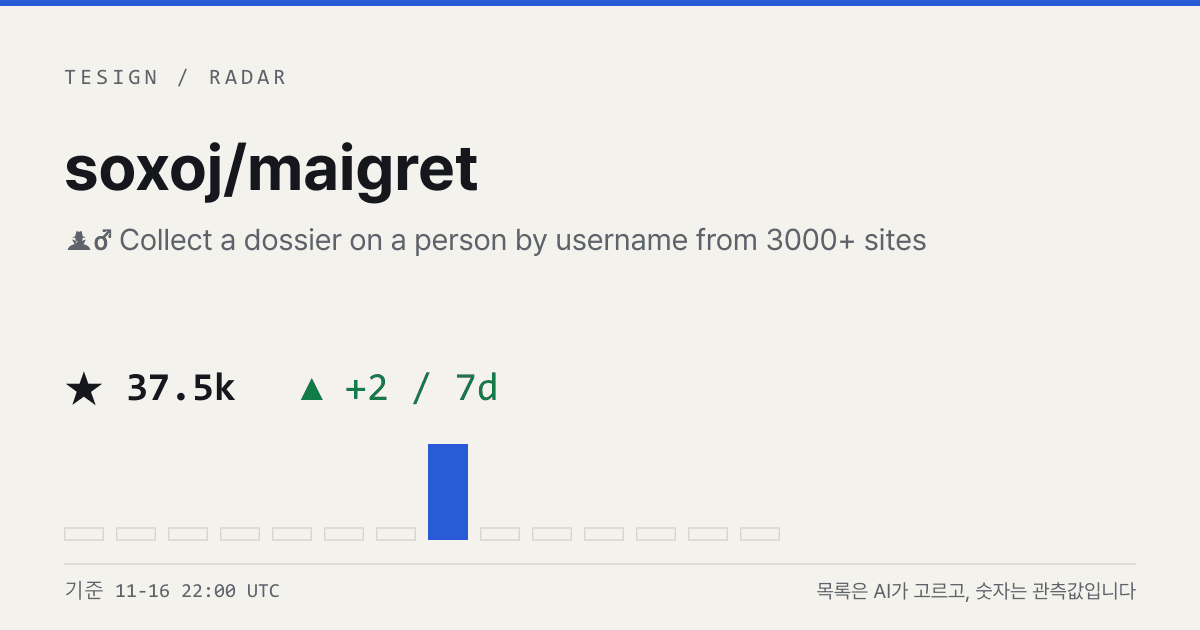 TESIGN / RADAR
soxoj/maigret
🕵️‍♂ Collect a dossier on a person by username from 3000+ sites
★ 37.5k ▲ +2 / 7d
기준 11-16 22:00 UTC 목록은 AI가 고르고, 숫자는 관측값입니다